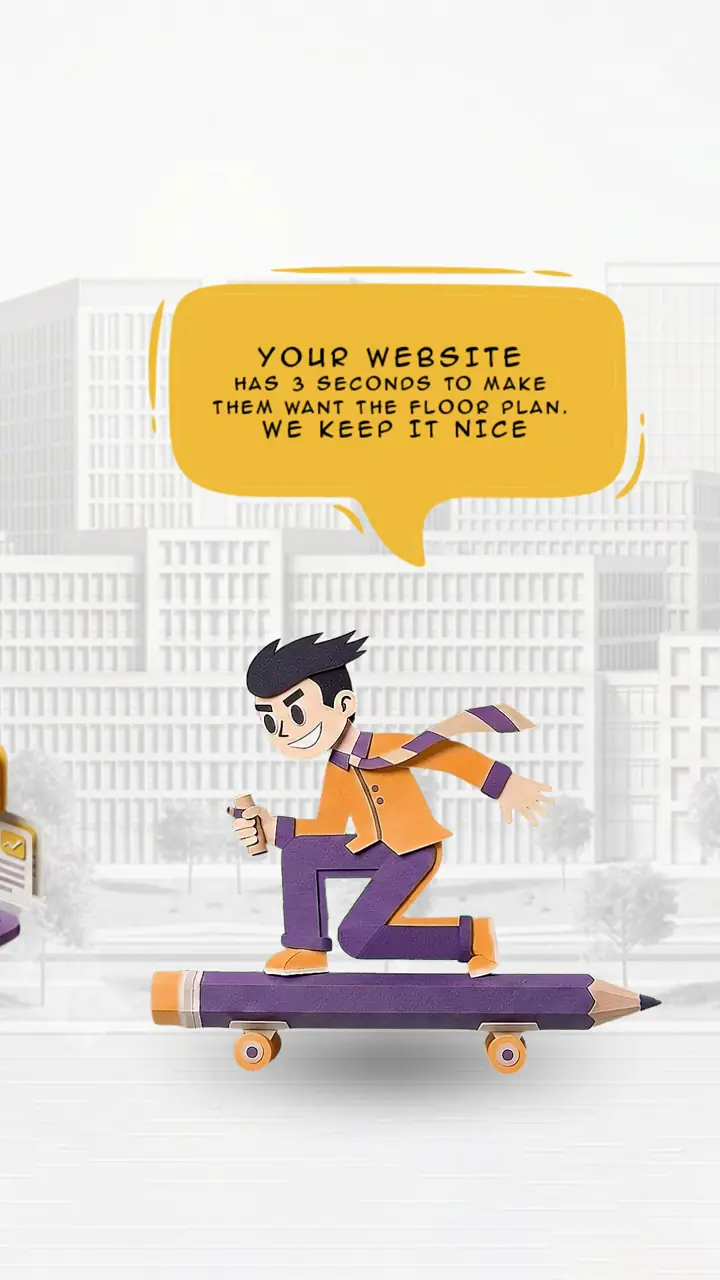 YOUR WEBSITE
HAS 3 SECONDS TO MAKE
THEM WANT THE FLOOR PLAN.
WE KEEP IT NICE